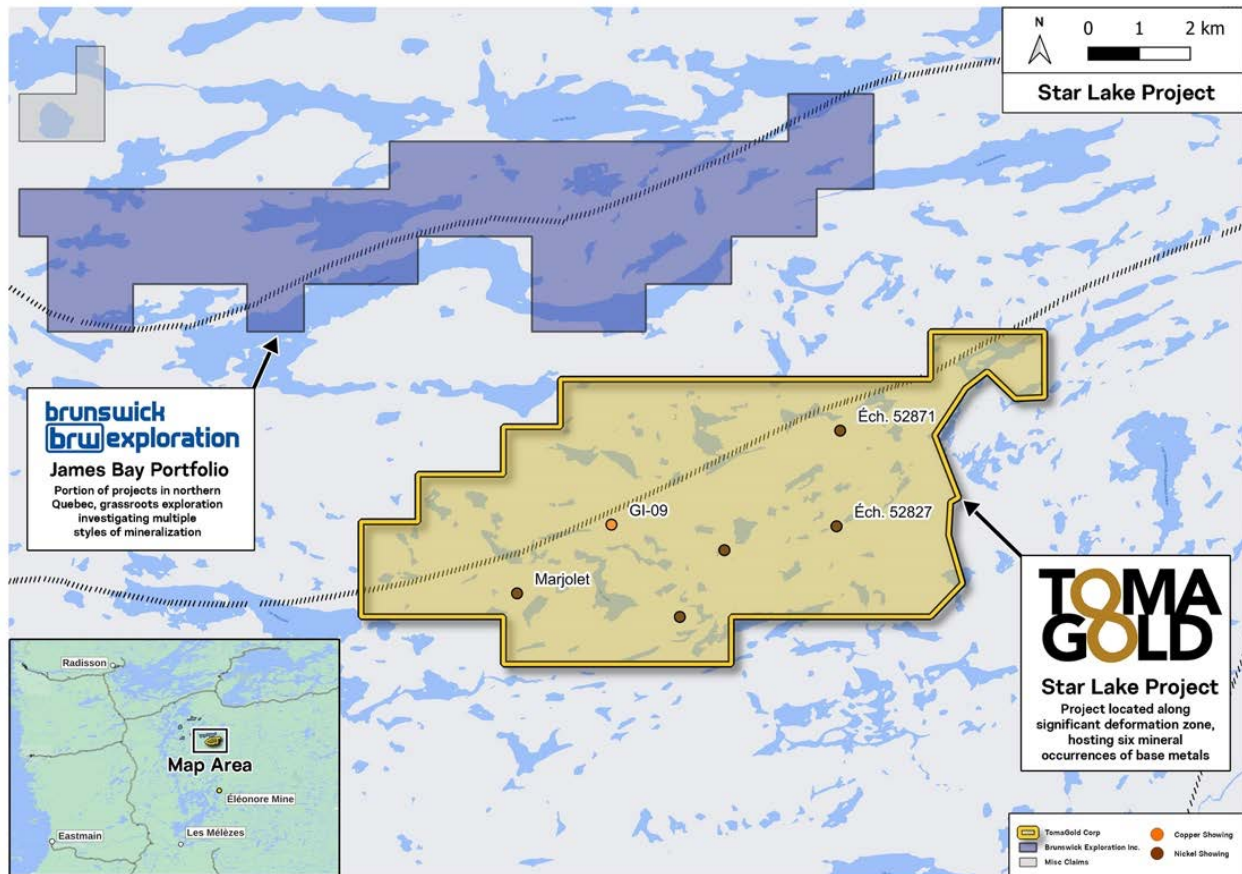 N
0 1 2 km
Star Lake Project
brunswick
brw exploration
James Bay Portfolio
Portion of projects in northern
Quebec, grassroots exploration
investigating multiple
styles of mineralization
Éch. 52871
GI-09
Éch. 52827
Marjolet
TOMA
GOLD
Star Lake Project
Project located along
significant deformation zone,
hosting six mineral
occurrences of base metals
Radisson
Map Area
Éléonore Mine
Eastmain
Les Mélèzes
TomaGold Corp
Brunswick Exploration Inc.
Misc Claims
Copper Showing
Nickel Showing